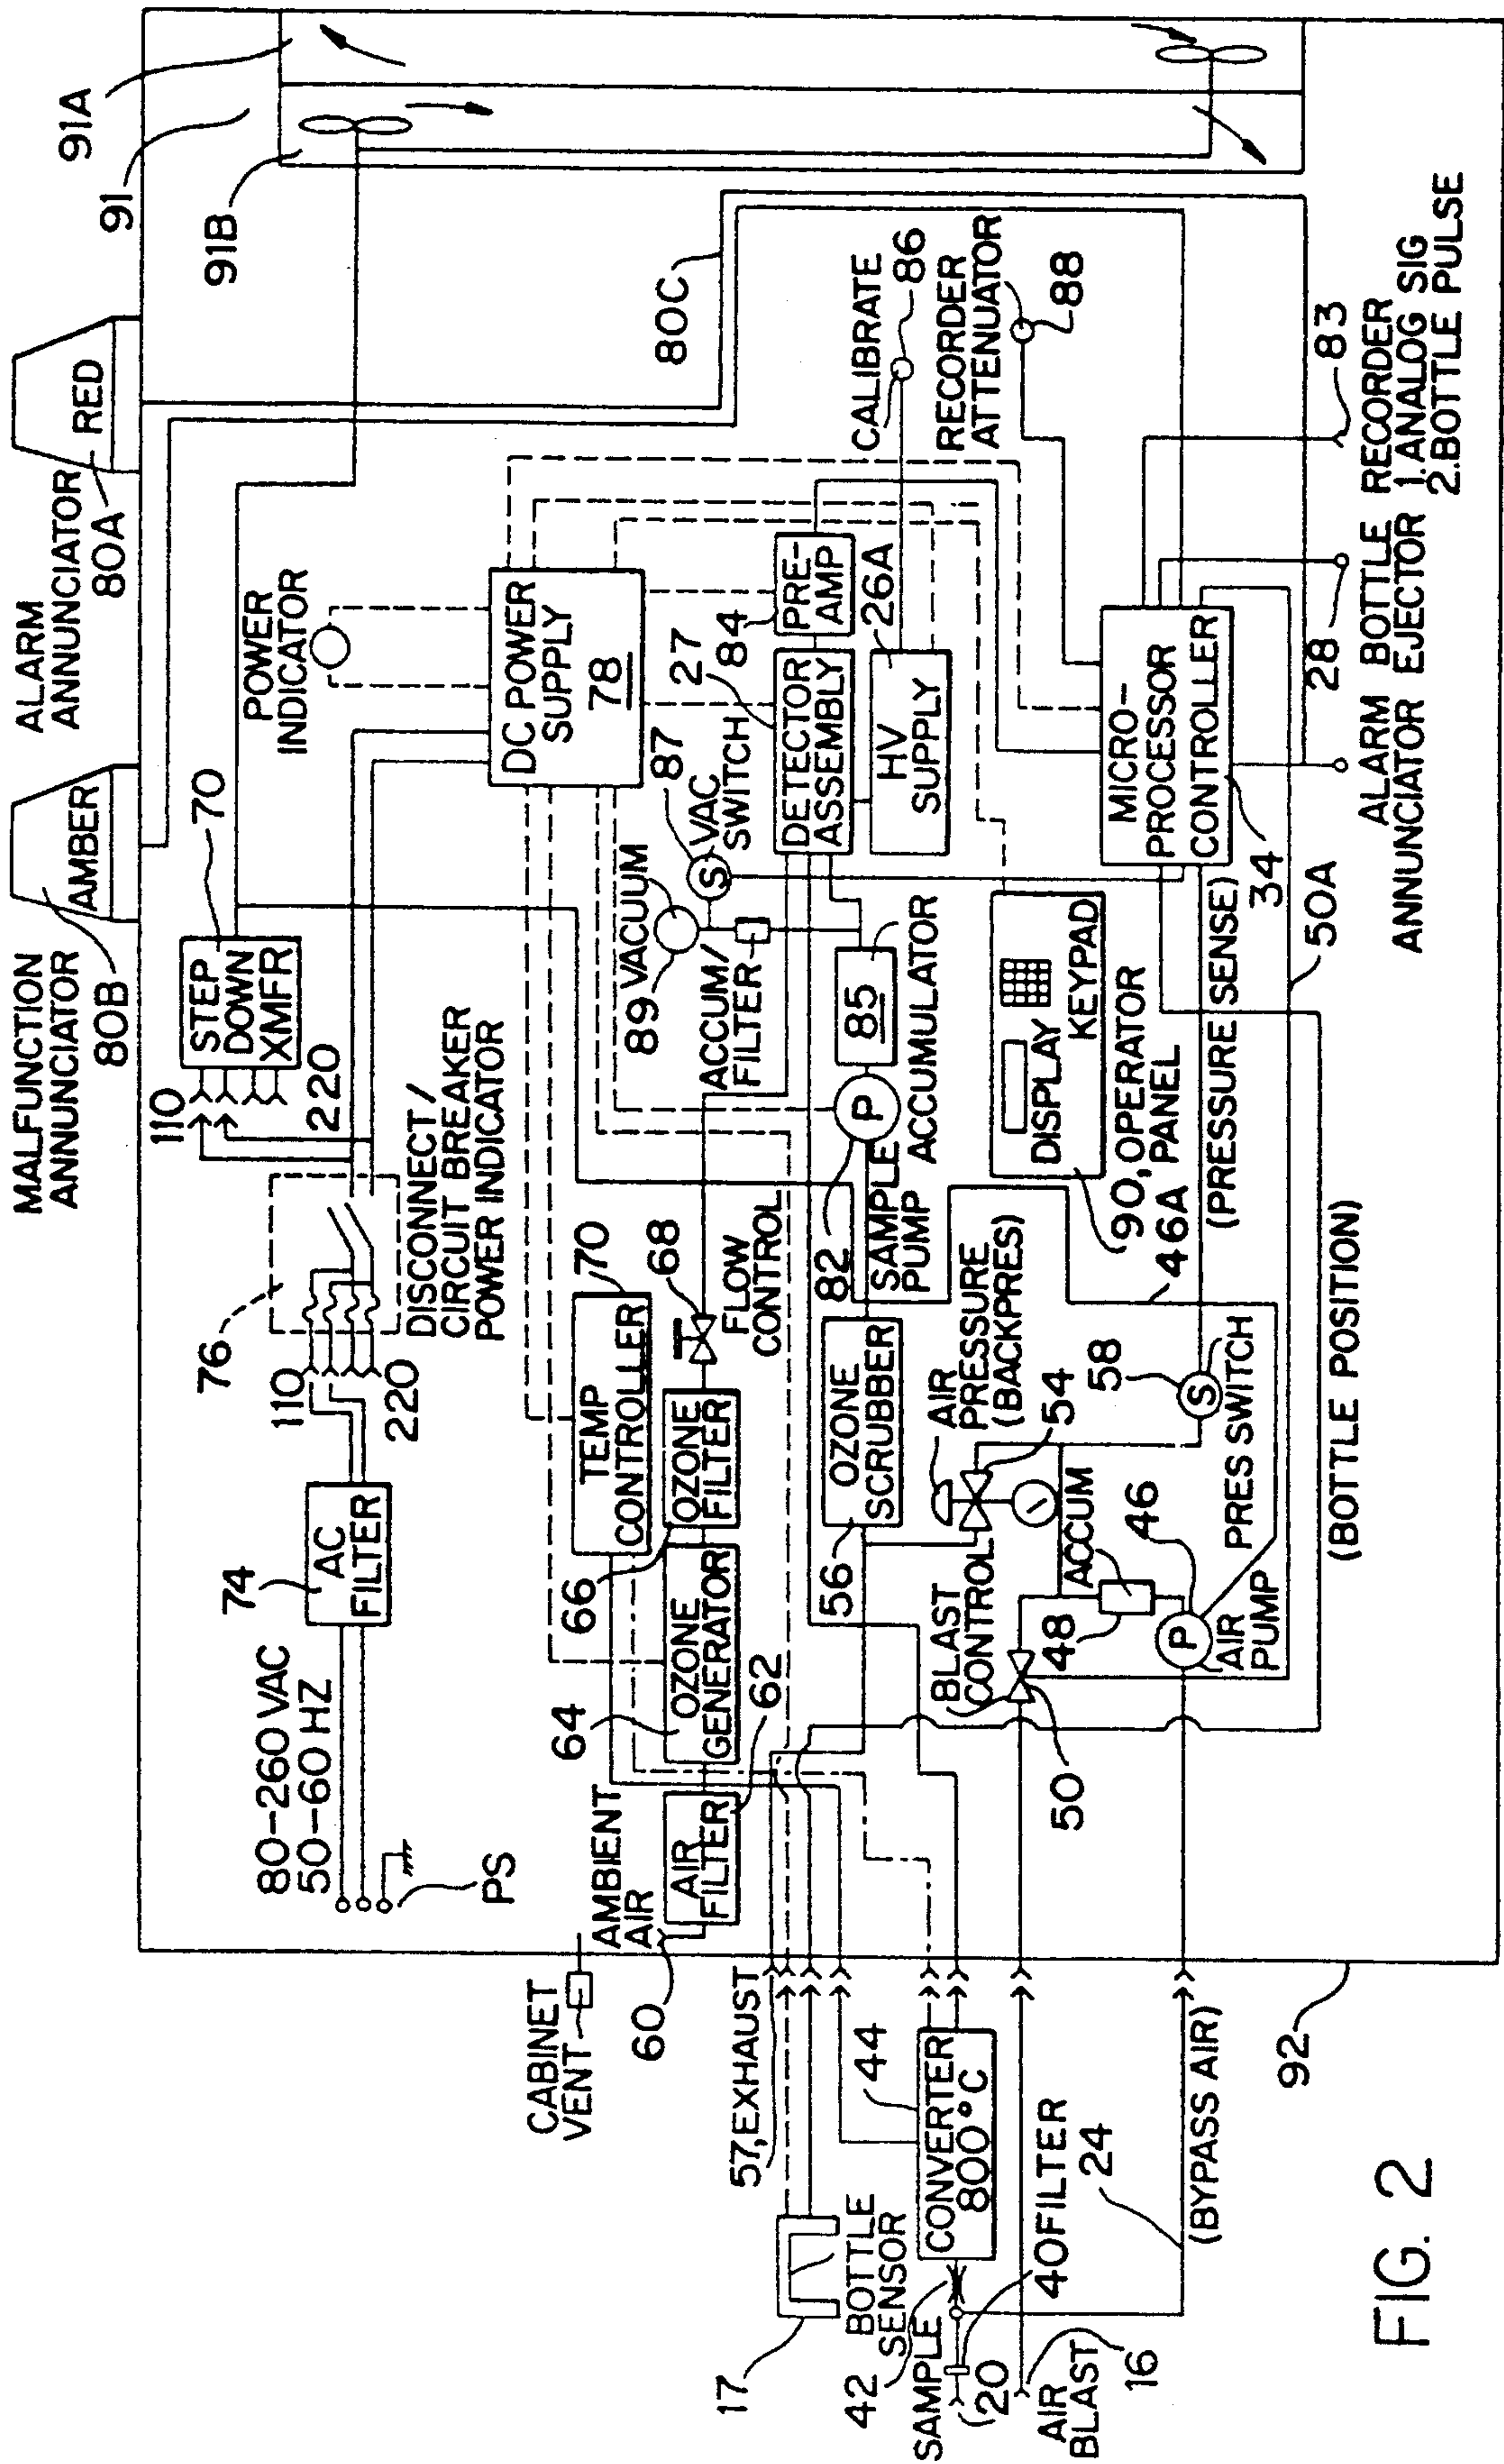 MALFUNCTION
ANNUNCIATOR
80B
AMBER
ALARM
ANNUNCIATOR
80A
RED
91
91A
91B
80-260 VAC
50-60 HZ
PS
74
AC
FILTER
110
220
76
DISCONNECT/
CIRCUIT BREAKER
POWER INDICATOR
110
220
STEP
DOWN
XMFR
70
POWER
INDICATOR
DC POWER
SUPPLY
78
80C
CABINET
VENT
AMBIENT
AIR
60
AIR
FILTER
62
64
OZONE
GENERATOR
66
OZONE
FILTER
TEMP
CONTROLLER
70
68
FLOW
CONTROL
89
VACUUM
ACCUM/
FILTER
87
VAC
SWITCH
S
27
DETECTOR
ASSEMBLY
84
PRE-
AMP
26A
HV
SUPPLY
CALIBRATE
86
RECORDER
ATTENUATOR
88
57, EXHAUST
17
BOTTLE
SENSOR
56
OZONE
SCRUBBER
82
SAMPLE
PUMP
P
85
ACCUMULATOR
AIR
PRESSURE
(BACKPRES)
54
DISPLAY
KEYPAD
90, OPERATOR
PANEL
46A
44
CONVERTER
800°C
42
SAMPLE
20
40 FILTER
AIR
BLAST
16
24
(BYPASS AIR)
BLAST
CONTROL
50
48
ACCUM
46
P
AIR
PUMP
58
S
PRES SWITCH
(PRESSURE SENSE)
MICRO-
PROCESSOR
CONTROLLER
34
50A
(BOTTLE POSITION)
28
83
ALARM BOTTLE RECORDER
ANNUNCIATOR EJECTOR 1. ANALOG SIG
2. BOTTLE PULSE
92
FIG. 2